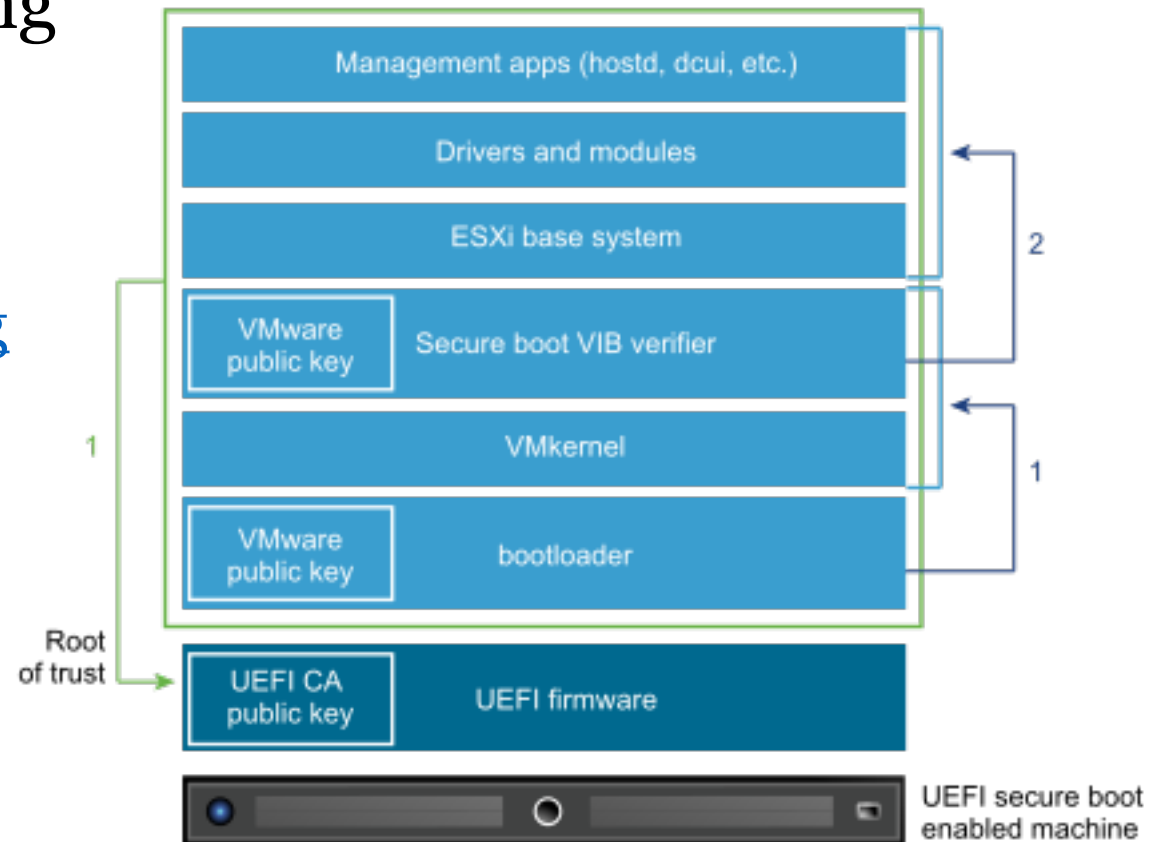 ng
Management apps (hostd, dcui, etc.)
Drivers and modules
2
ESXi base system
g
VMware
public key
Secure boot VIB verifier
1
VMkernel
1
VMware
public key
bootloader
Root
of trust
UEFI CA
public key
UEFI firmware
UEFI secure boot
enabled machine